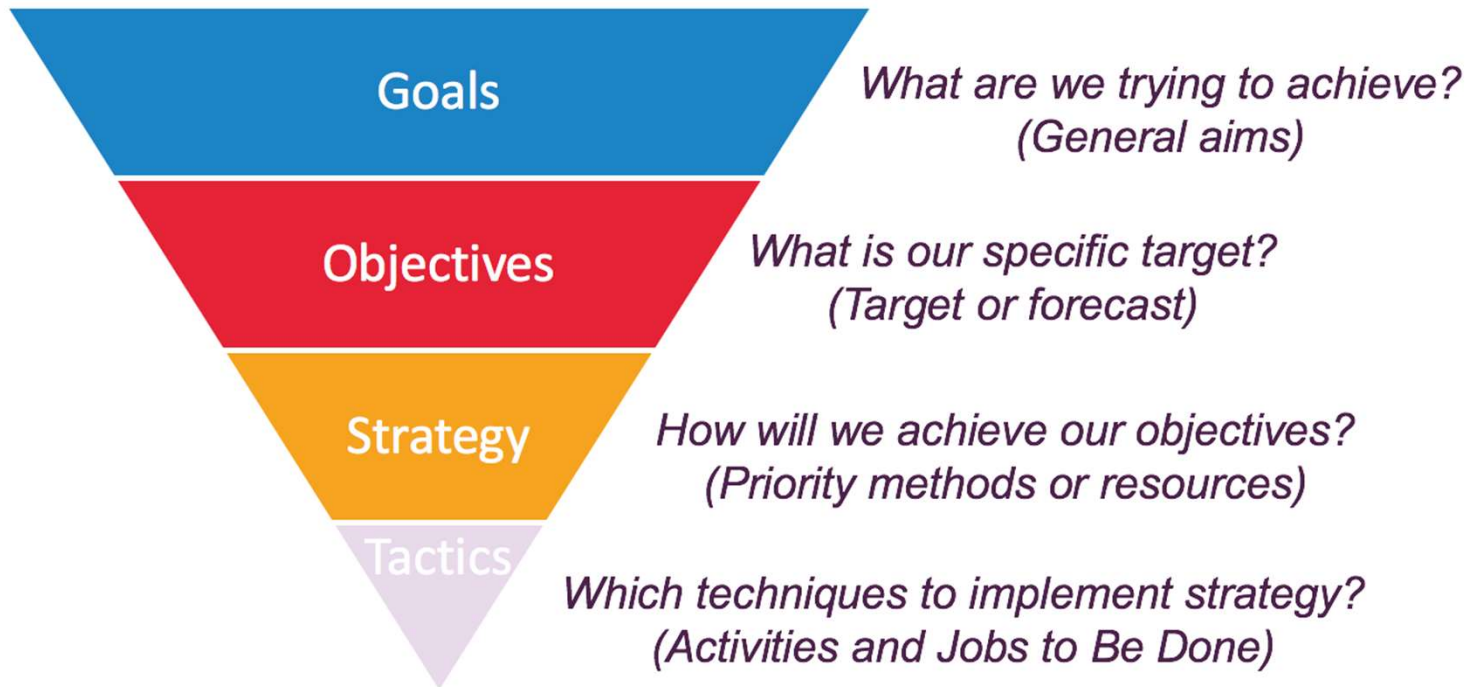 Goals
What are we trying to achieve?
(General aims)
Objectives
What is our specific target?
(Target or forecast)
Strategy
How will we achieve our objectives?
(Priority methods or resources)
Tactics
Which techniques to implement strategy?
(Activities and Jobs to Be Done)